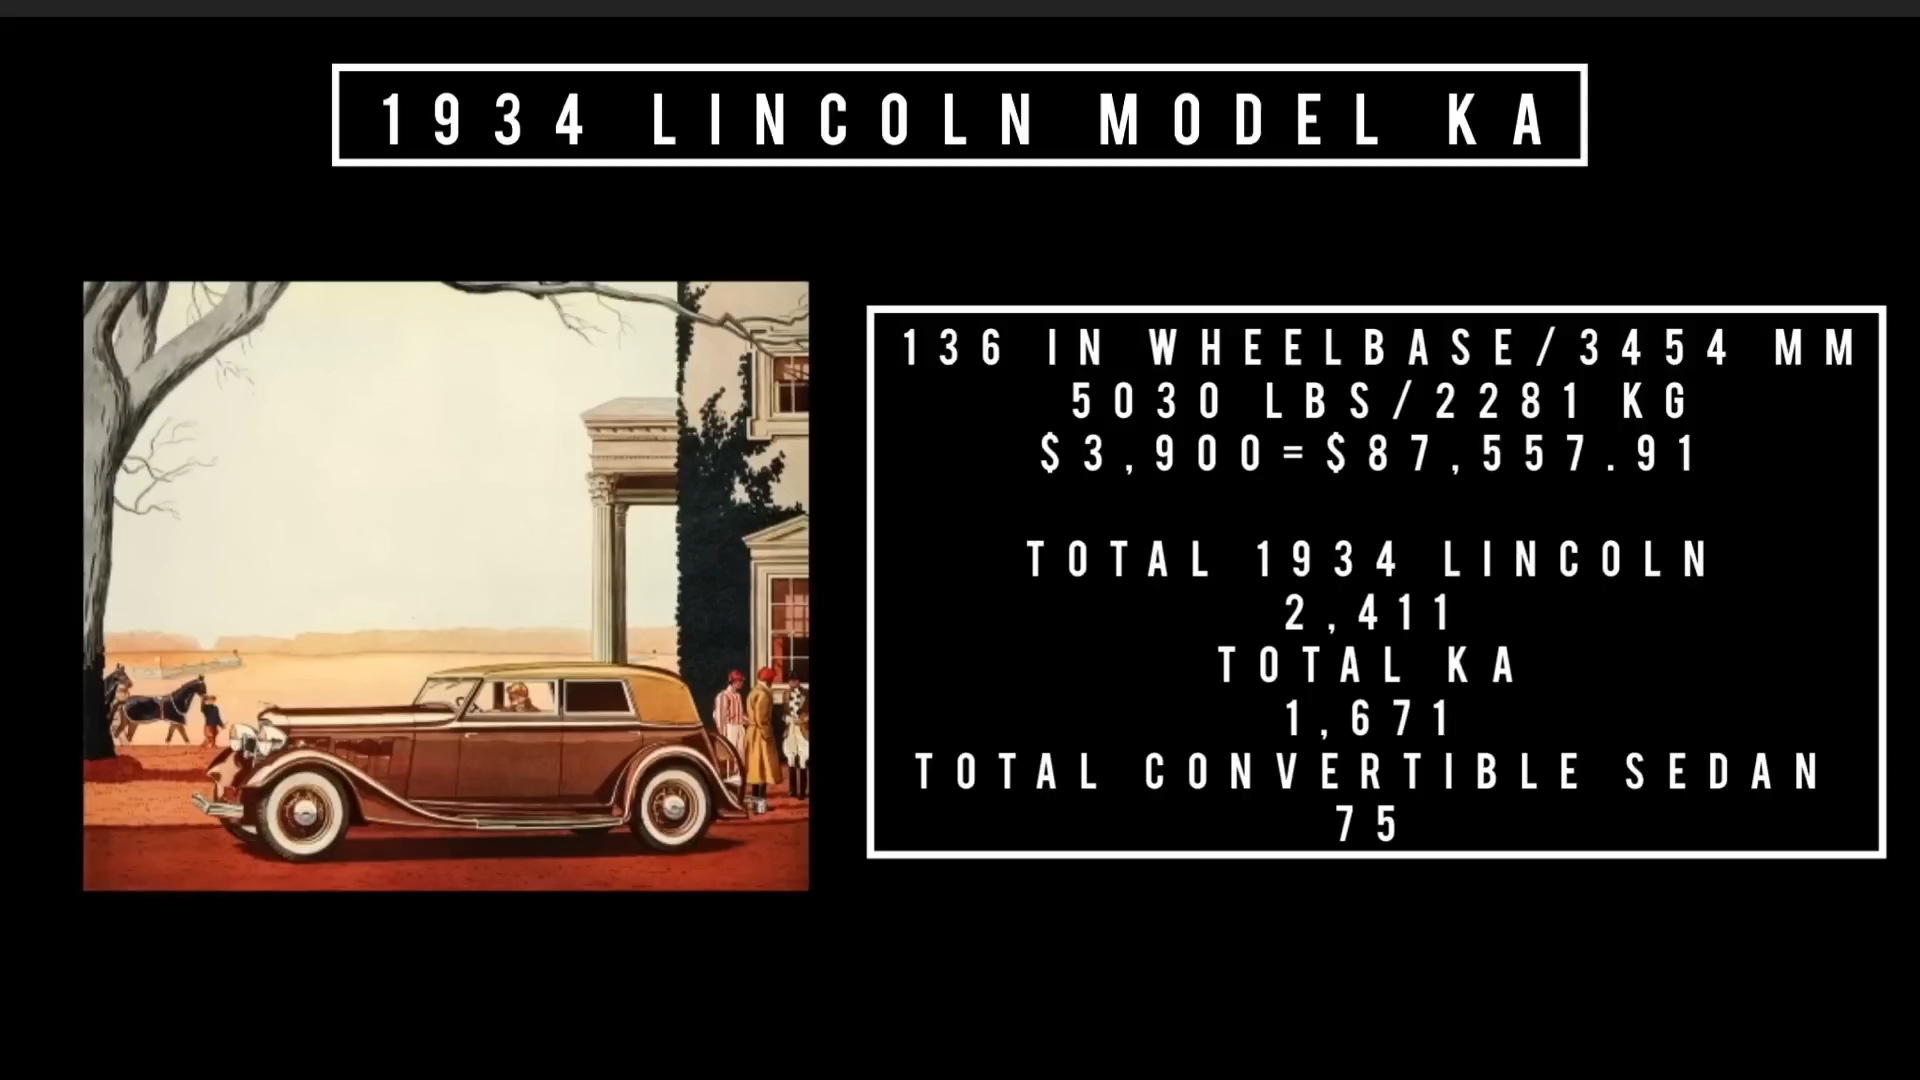 1934 LINCOLN MODEL KA
136 IN WHEELBASE/3454 MM
5030 LBS/2281 KG
$3,900=$87,557.91
TOTAL 1934 LINCOLN
2,411
TOTAL KA
1,671
TOTAL CONVERTIBLE SEDAN
75